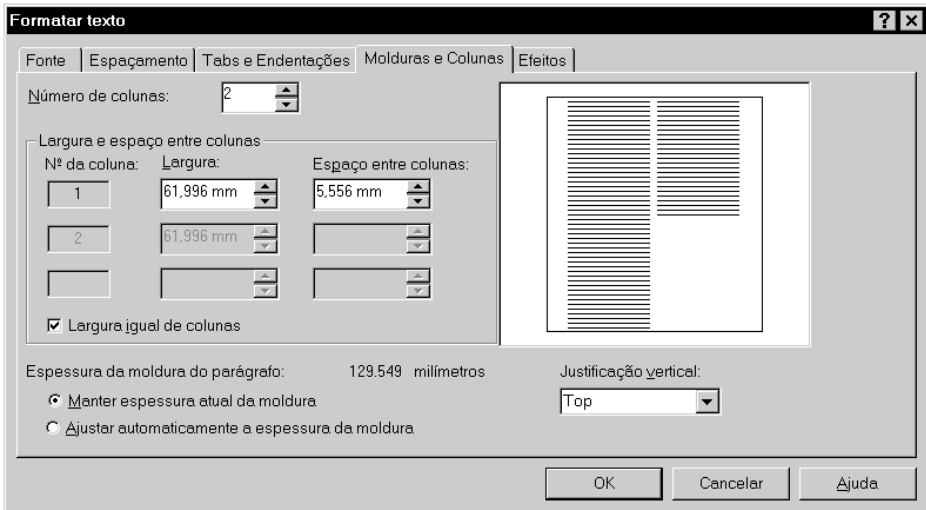 Formatar texto
Fonte Espaçamento Tabs e Endentações Molduras e Colunas Efeitos
Número de colunas: 2
Largura e espaço entre colunas
Nº da coluna: Largura: Espaço entre colunas:
1 61,996 mm 5,556 mm
2 61,996 mm
Largura igual de colunas
Espessura da moldura do parágrafo: 129.549 milímetros Justificação vertical:
Manter espessura atual da moldura Top
Ajustar automaticamente a espessura da moldura
OK Cancelar Ajuda